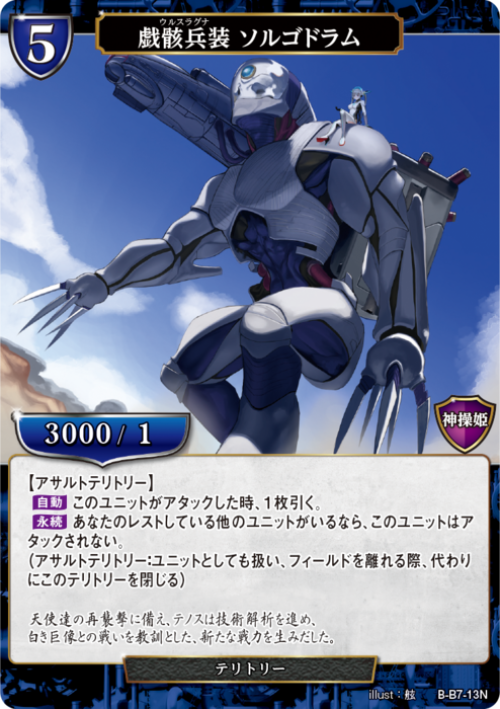 5
ウルスラグナ
戯骸兵装 ソルゴドラム
神操姫
3000 / 1
【アサルトテリトリー】
自動 このユニットがアタックした時、1枚引く。
永続 あなたのレストしている他のユニットがいるなら、このユニットはア
タックされない。
(アサルトテリトリー:ユニットとしても扱い、フィールドを離れる際、代わり
にこのテリトリーを閉じる)
天使達の再襲撃に備え、テノスは技術解析を進め、
白き巨像との戦いを教訓とした、新たな戦力を生みだした。
テリトリー
illust:舷 B-B7-13N